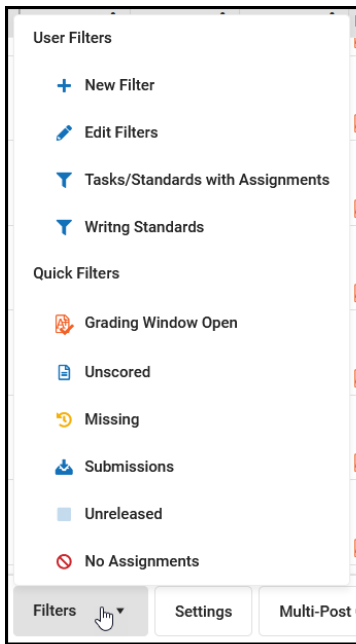 User Filters
New Filter
Edit Filters
Tasks/Standards with Assignments
Writng Standards
Quick Filters
Grading Window Open
Unscored
Missing
Submissions
Unreleased
No Assignments
Filters
Settings
Multi-Post